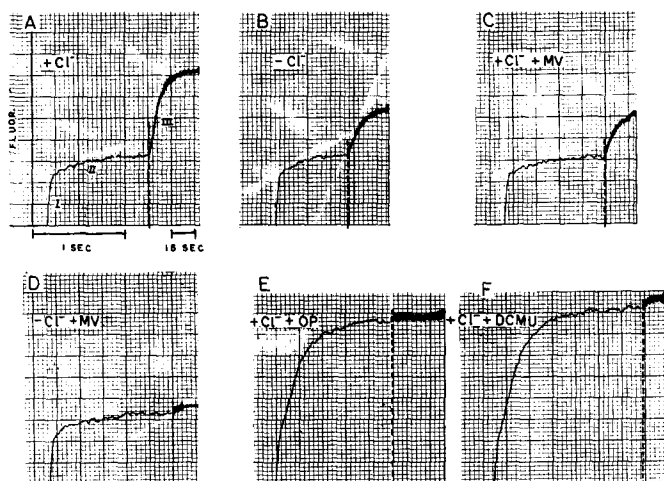 A
+Cl⁻
FLUOR.
I
II
III
1 SEC
15 SEC
B
-Cl⁻
C
+Cl⁻ +MV
D
-Cl⁻ +MV
E
+Cl⁻ + OP
F
+Cl⁻ + DCMU